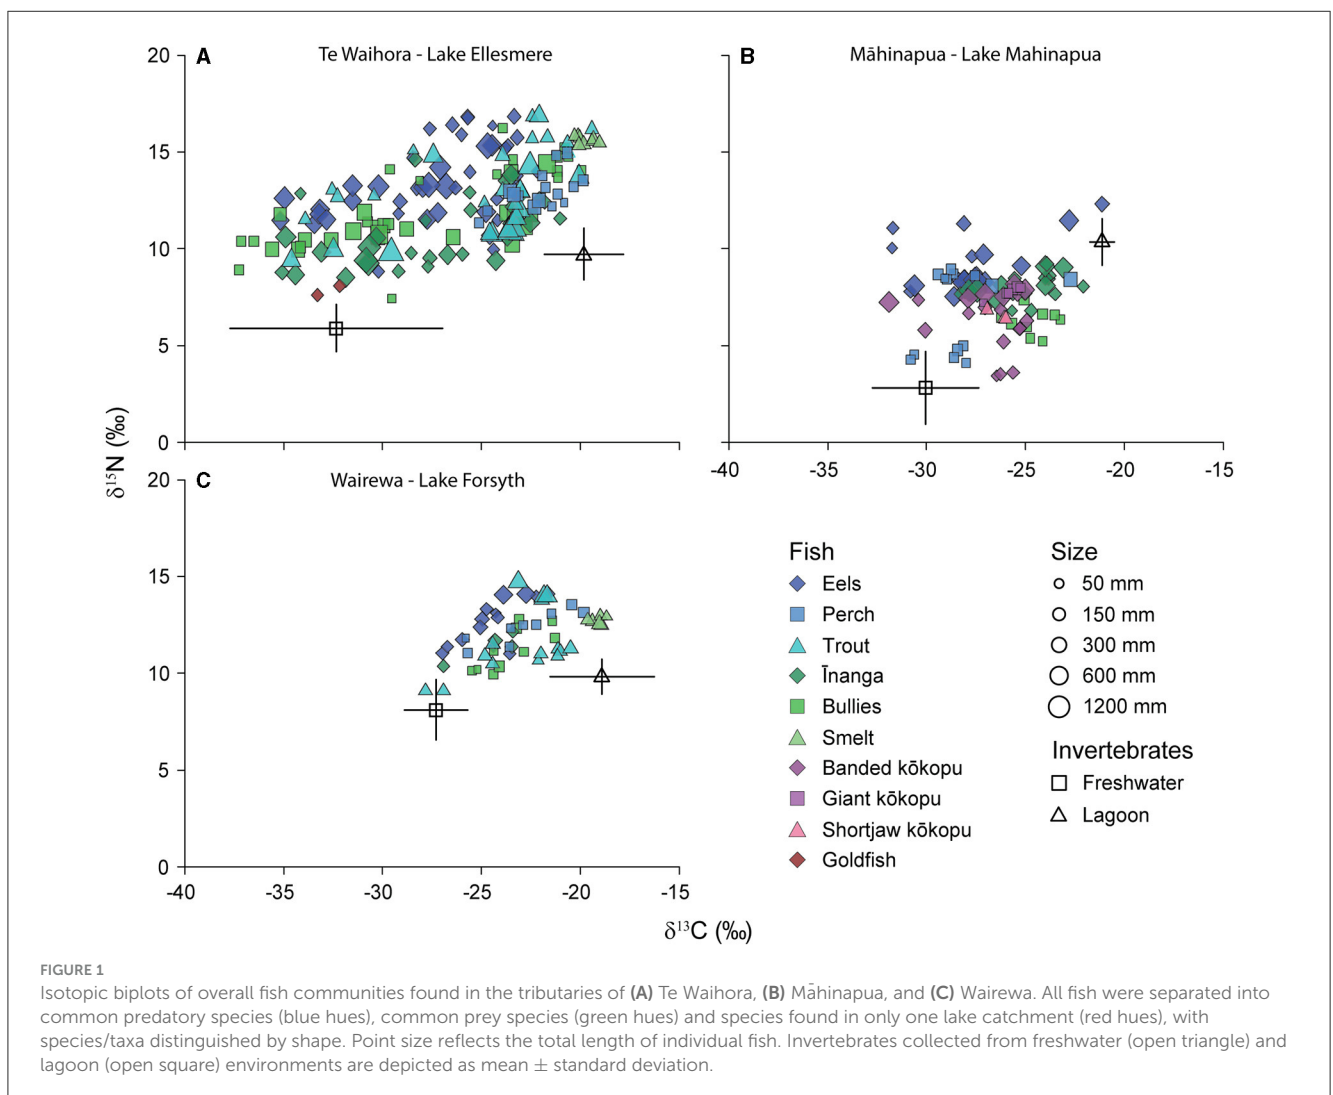 A Te Waihora - Lake Ellesmere
20
15
10
5
0
B Māhinapua - Lake Mahinapua
-40 -35 -30 -25 -20 -15
δ15N (‰)
C Wairewa - Lake Forsyth
20
15
10
5
0
-40 -35 -30 -25 -20 -15
δ13C (‰)
Fish
Eels
Perch
Trout
Īnanga
Bullies
Smelt
Banded kōkopu
Giant kōkopu
Shortjaw kōkopu
Goldfish
Size
50 mm
150 mm
300 mm
600 mm
1200 mm
Invertebrates
Freshwater
Lagoon
FIGURE 1
Isotopic biplots of overall fish communities found in the tributaries of (A) Te Waihora, (B) Māhinapua, and (C) Wairewa. All fish were separated into
common predatory species (blue hues), common prey species (green hues) and species found in only one lake catchment (red hues), with
species/taxa distinguished by shape. Point size reflects the total length of individual fish. Invertebrates collected from freshwater (open triangle) and
lagoon (open square) environments are depicted as mean ± standard deviation.